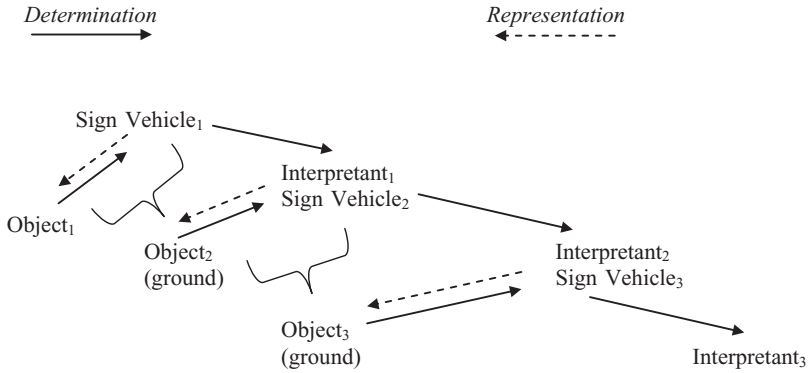 Determination
Representation
Sign Vehicle₁
Interpretant₁
Sign Vehicle₂
Object₁
Object₂
(ground)
Interpretant₂
Sign Vehicle₃
Object₃
(ground)
Interpretant₃